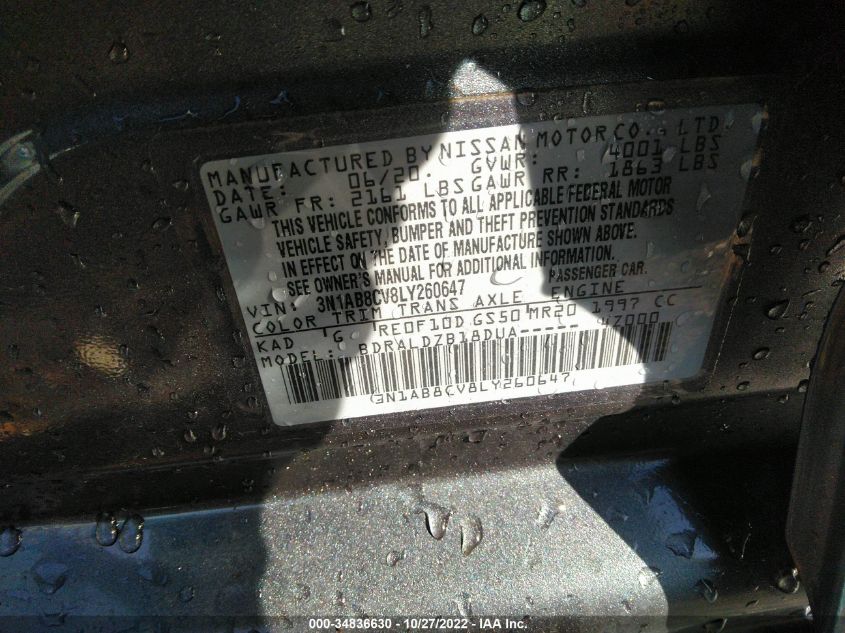 MANUFACTURED BY NISSAN MOTOR CO., LTD.
DATE: 06/20 GVWR: 4001 LBS
GAWR FR: 2161 LBS GAWR RR: 1863 LBS
THIS VEHICLE CONFORMS TO ALL APPLICABLE FEDERAL MOTOR
VEHICLE SAFETY, BUMPER AND THEFT PREVENTION STANDARDS
IN EFFECT ON THE DATE OF MANUFACTURE SHOWN ABOVE.
SEE OWNER'S MANUAL FOR ADDITIONAL INFORMATION.
VIN: 3N1AB8CV8LY260647 PASSENGER CAR.
COLOR TRIM TRANS AXLE ENGINE
KAD G RE0F10D GS50 MR20 1997 CC
MODEL: BDRALDZB18DUA----- 4Z000
(3N1AB8CV8LY260647)
000-34836630 - 10/27/2022 - IAA Inc.